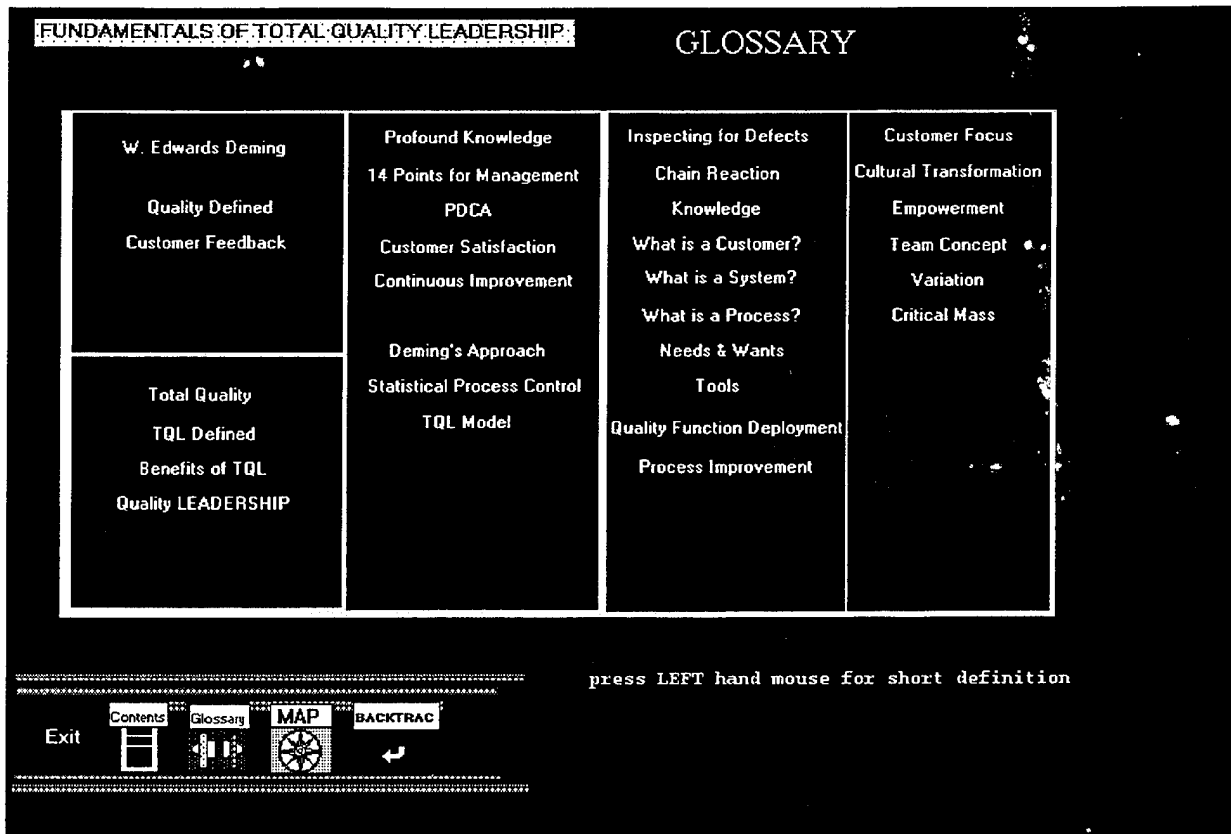 FUNDAMENTALS OF TOTAL QUALITY LEADERSHIP
GLOSSARY
W. Edwards Deming
Quality Defined
Customer Feedback
Total Quality
TQL Defined
Benefits of TQL
Quality LEADERSHIP
Profound Knowledge
14 Points for Management
PDCA
Customer Satisfaction
Continuous Improvement
Deming's Approach
Statistical Process Control
TQL Model
Inspecting for Defects
Chain Reaction
Knowledge
What is a Customer?
What is a System?
What is a Process?
Needs & Wants
Tools
Quality Function Deployment
Process Improvement
Customer Focus
Cultural Transformation
Empowerment
Team Concept
Variation
Critical Mass
press LEFT hand mouse for short definition
Exit
Contents
Glossary
MAP
BACKTRAC